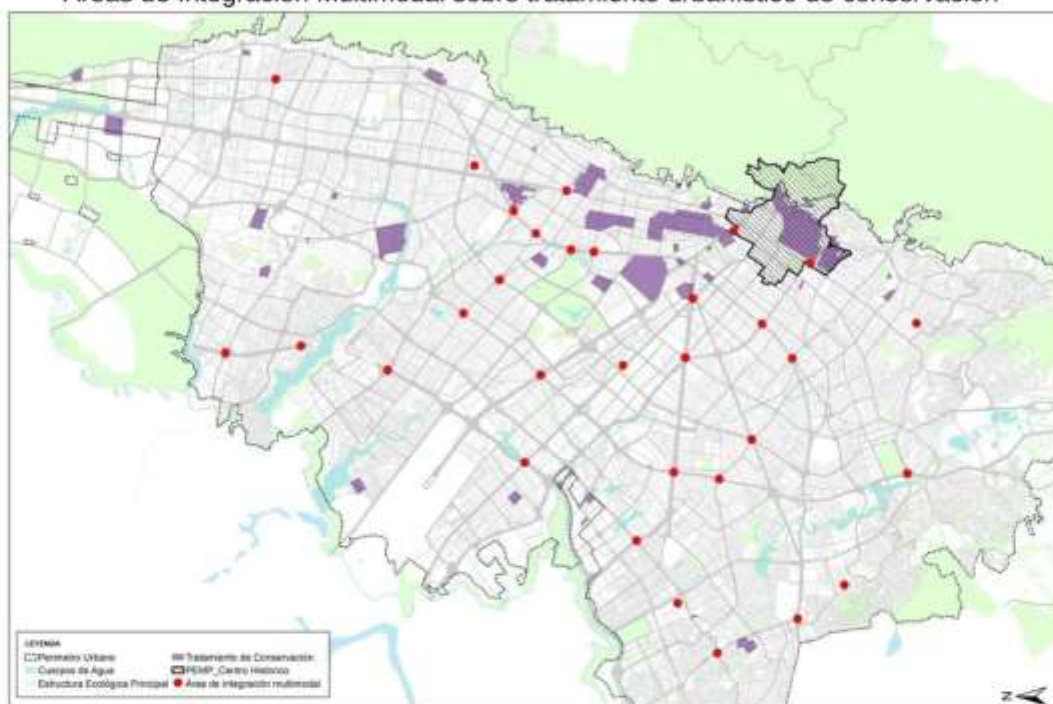 Áreas de Integración Multimodal sobre tratamiento urbanístico de conservación
LEYENDA
Perímetro Urbano
Cuerpos de Agua
Estructura Ecológica Principal
Tratamiento de Conservación
PEMP_Centro Histórico
Área de integración multimodal
N